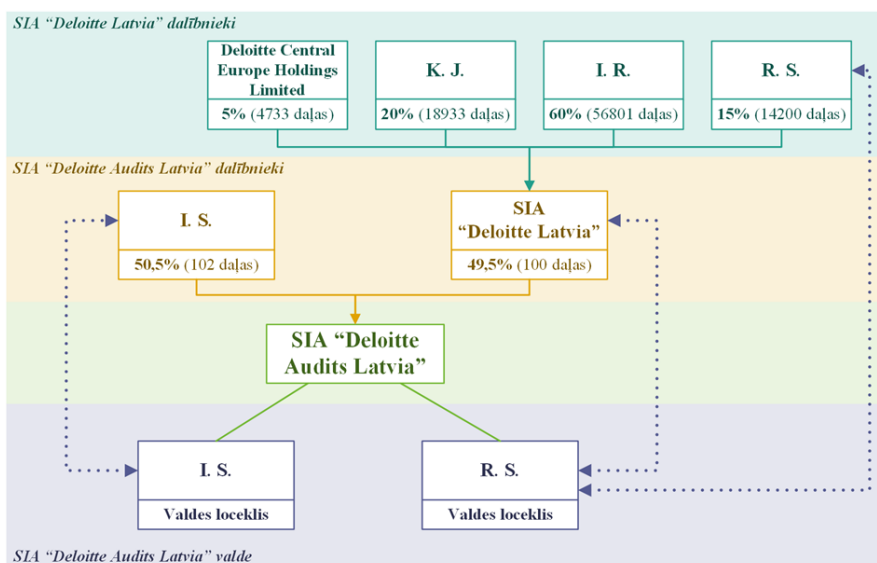 SIA “Deloitte Latvia” dalībnieki
Deloitte Central
Europe Holdings
Limited
5% (4733 daļas)
K. J.
20% (18933 daļas)
I. R.
60% (56801 daļas)
R. S.
15% (14200 daļas)
SIA “Deloitte Audits Latvia” dalībnieki
I. S.
50,5% (102 daļas)
SIA
“Deloitte Latvia”
49,5% (100 daļas)
SIA “Deloitte
Audits Latvia”
I. S.
Valdes loceklis
R. S.
Valdes loceklis
SIA “Deloitte Audits Latvia” valde